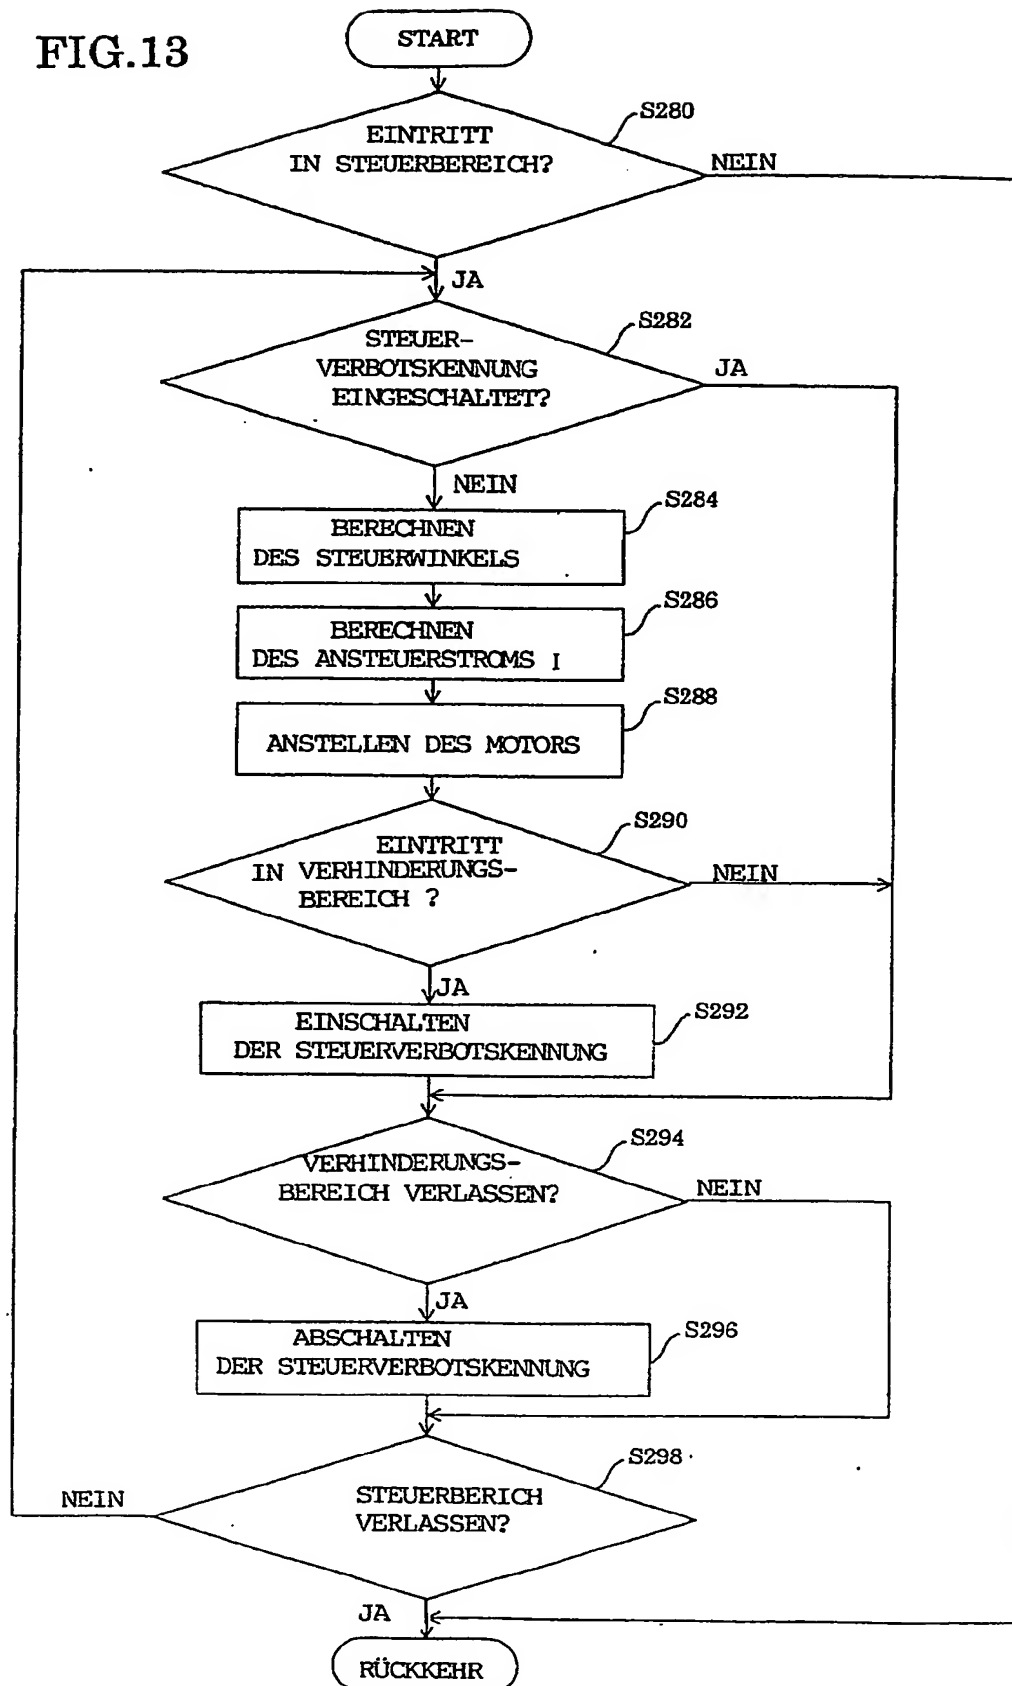 FIG.13
START
S280
EINTRITT
IN STEUERBEREICH?
NEIN
JA
S282
STEUER-
VERBOTSKENNUNG
EINGESCHALTET?
JA
NEIN
S284
BERECHNEN
DES STEUERWINKELS
S286
BERECHNEN
DES ANSTEUERSTROMS I
S288
ANSTELLEN DES MOTORS
S290
EINTRITT
IN VERHINDERUNGS-
BEREICH ?
NEIN
JA
S292
EINSCHALTEN
DER STEUERVERBOTSKENNUNG
S294
VERHINDERUNGS-
BEREICH VERLASSEN?
NEIN
JA
S296
ABSCHALTEN
DER STEUERVERBOTSKENNUNG
S298
NEIN
STEUERBERICH
VERLASSEN?
JA
RÜCKKEHR